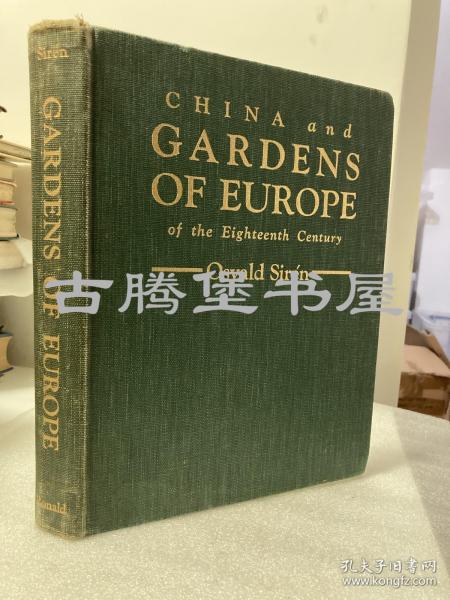 Sirén
GARDENS OF EUROPE
Ronald
CHINA and
GARDENS
OF EUROPE
of the Eighteenth Century
Osvald Sirén
古腾堡书屋
孔夫子旧书网
www.kongfz.com